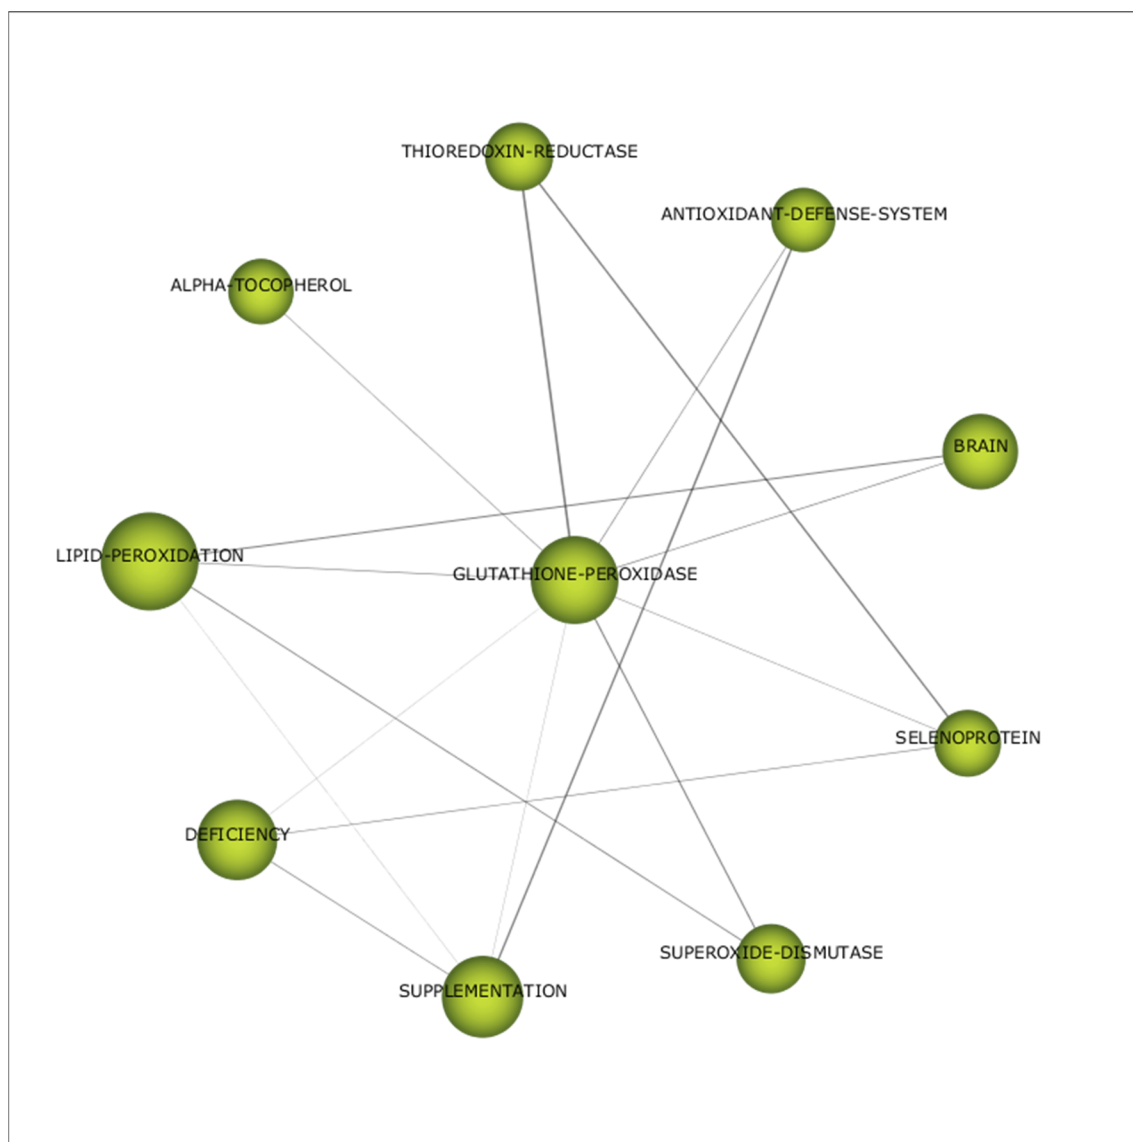 THIOREDOXIN-REDUCTASE
ANTIOXIDANT-DEFENSE-SYSTEM
ALPHA-TOCOPHEROL
BRAIN
LIPID-PEROXIDATION
GLUTATHIONE-PEROXIDASE
SELENOPROTEIN
DEFICIENCY
SUPEROXIDE-DISMUTASE
SUPPLEMENTATION